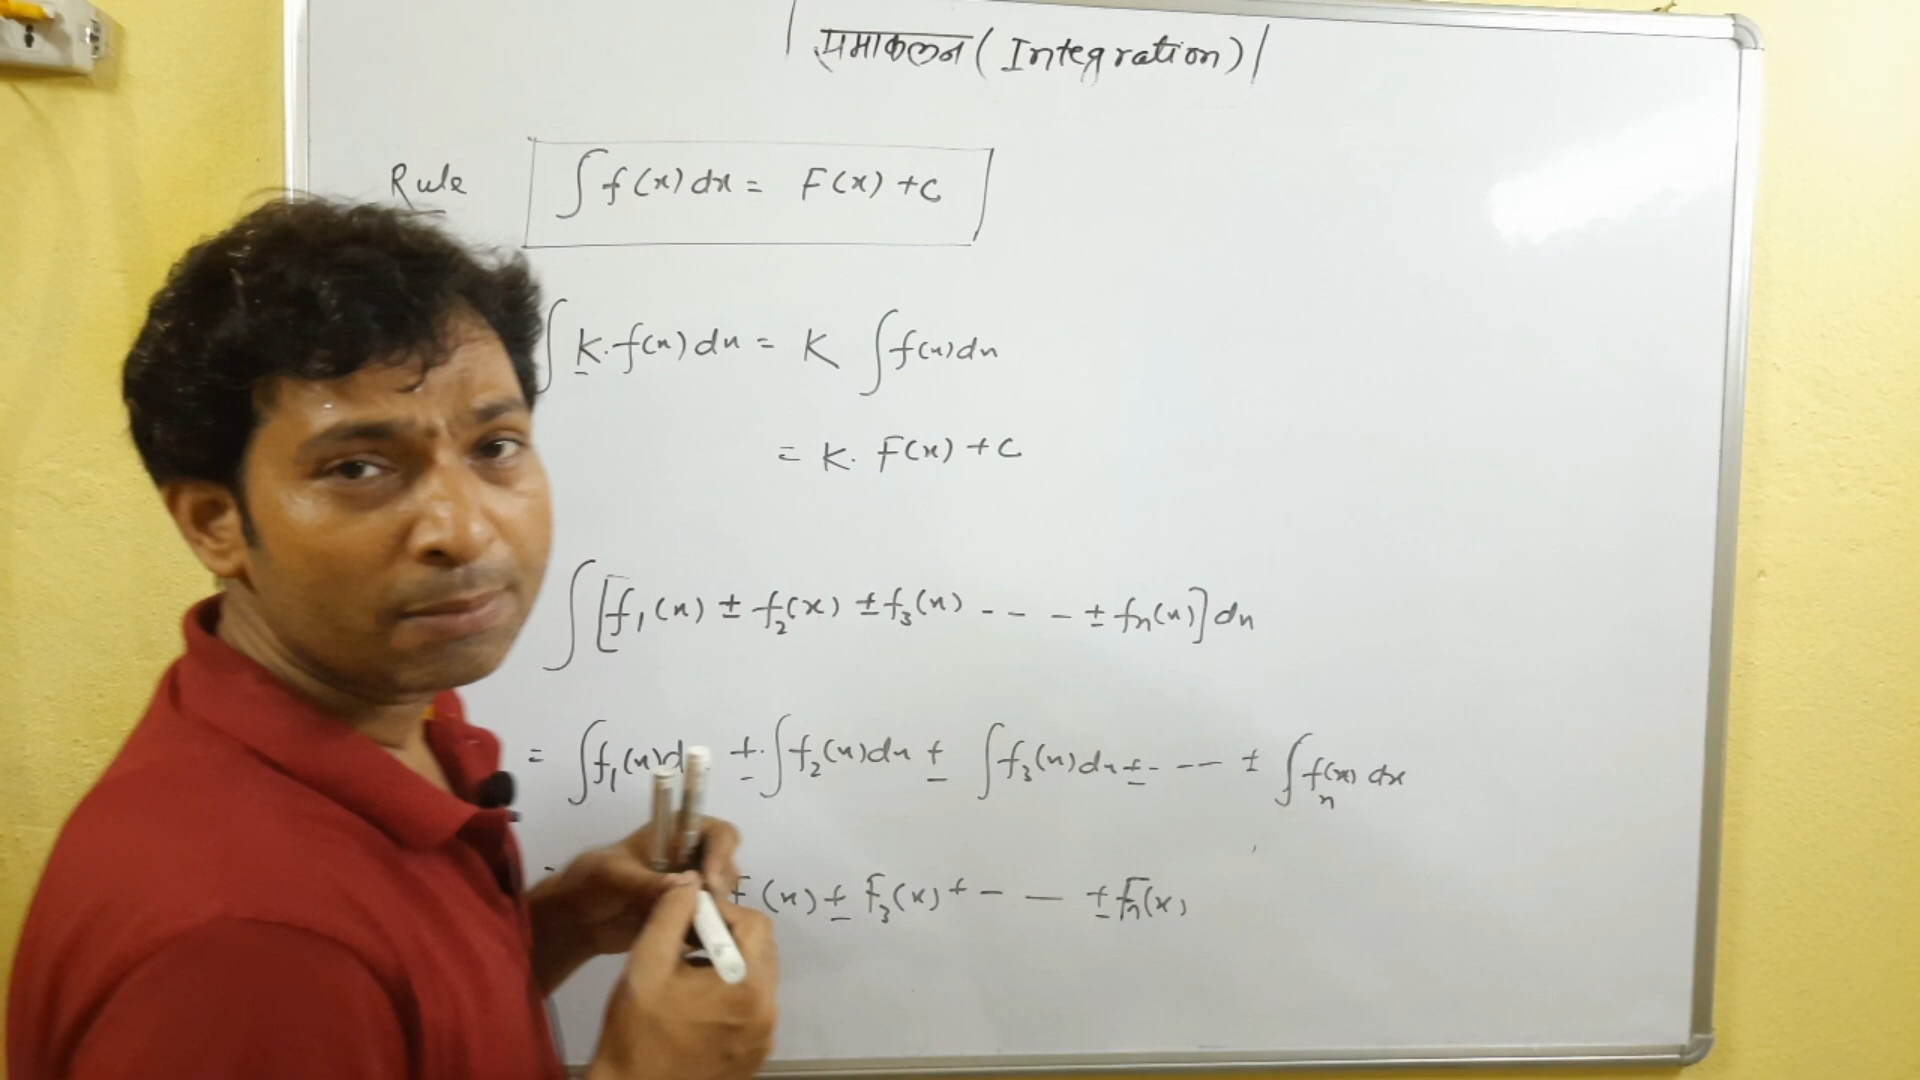 समाकलन ( Integration )
Rule ∫ f(x) dx = F(x) + C
∫ K. f(x) dx = K ∫ f(x) dx
= K. F(x) + C
∫ [f₁(x) ± f₂(x) ± f₃(x) - - - ± fn(x)] dx
= ∫ f₁(x) d ± ∫ f₂(x) dx ± ∫ f₃(x) dx ± - -- ± ∫ fn(x) dx
F(x) ± F₃(x) + - — ± Fn(x)